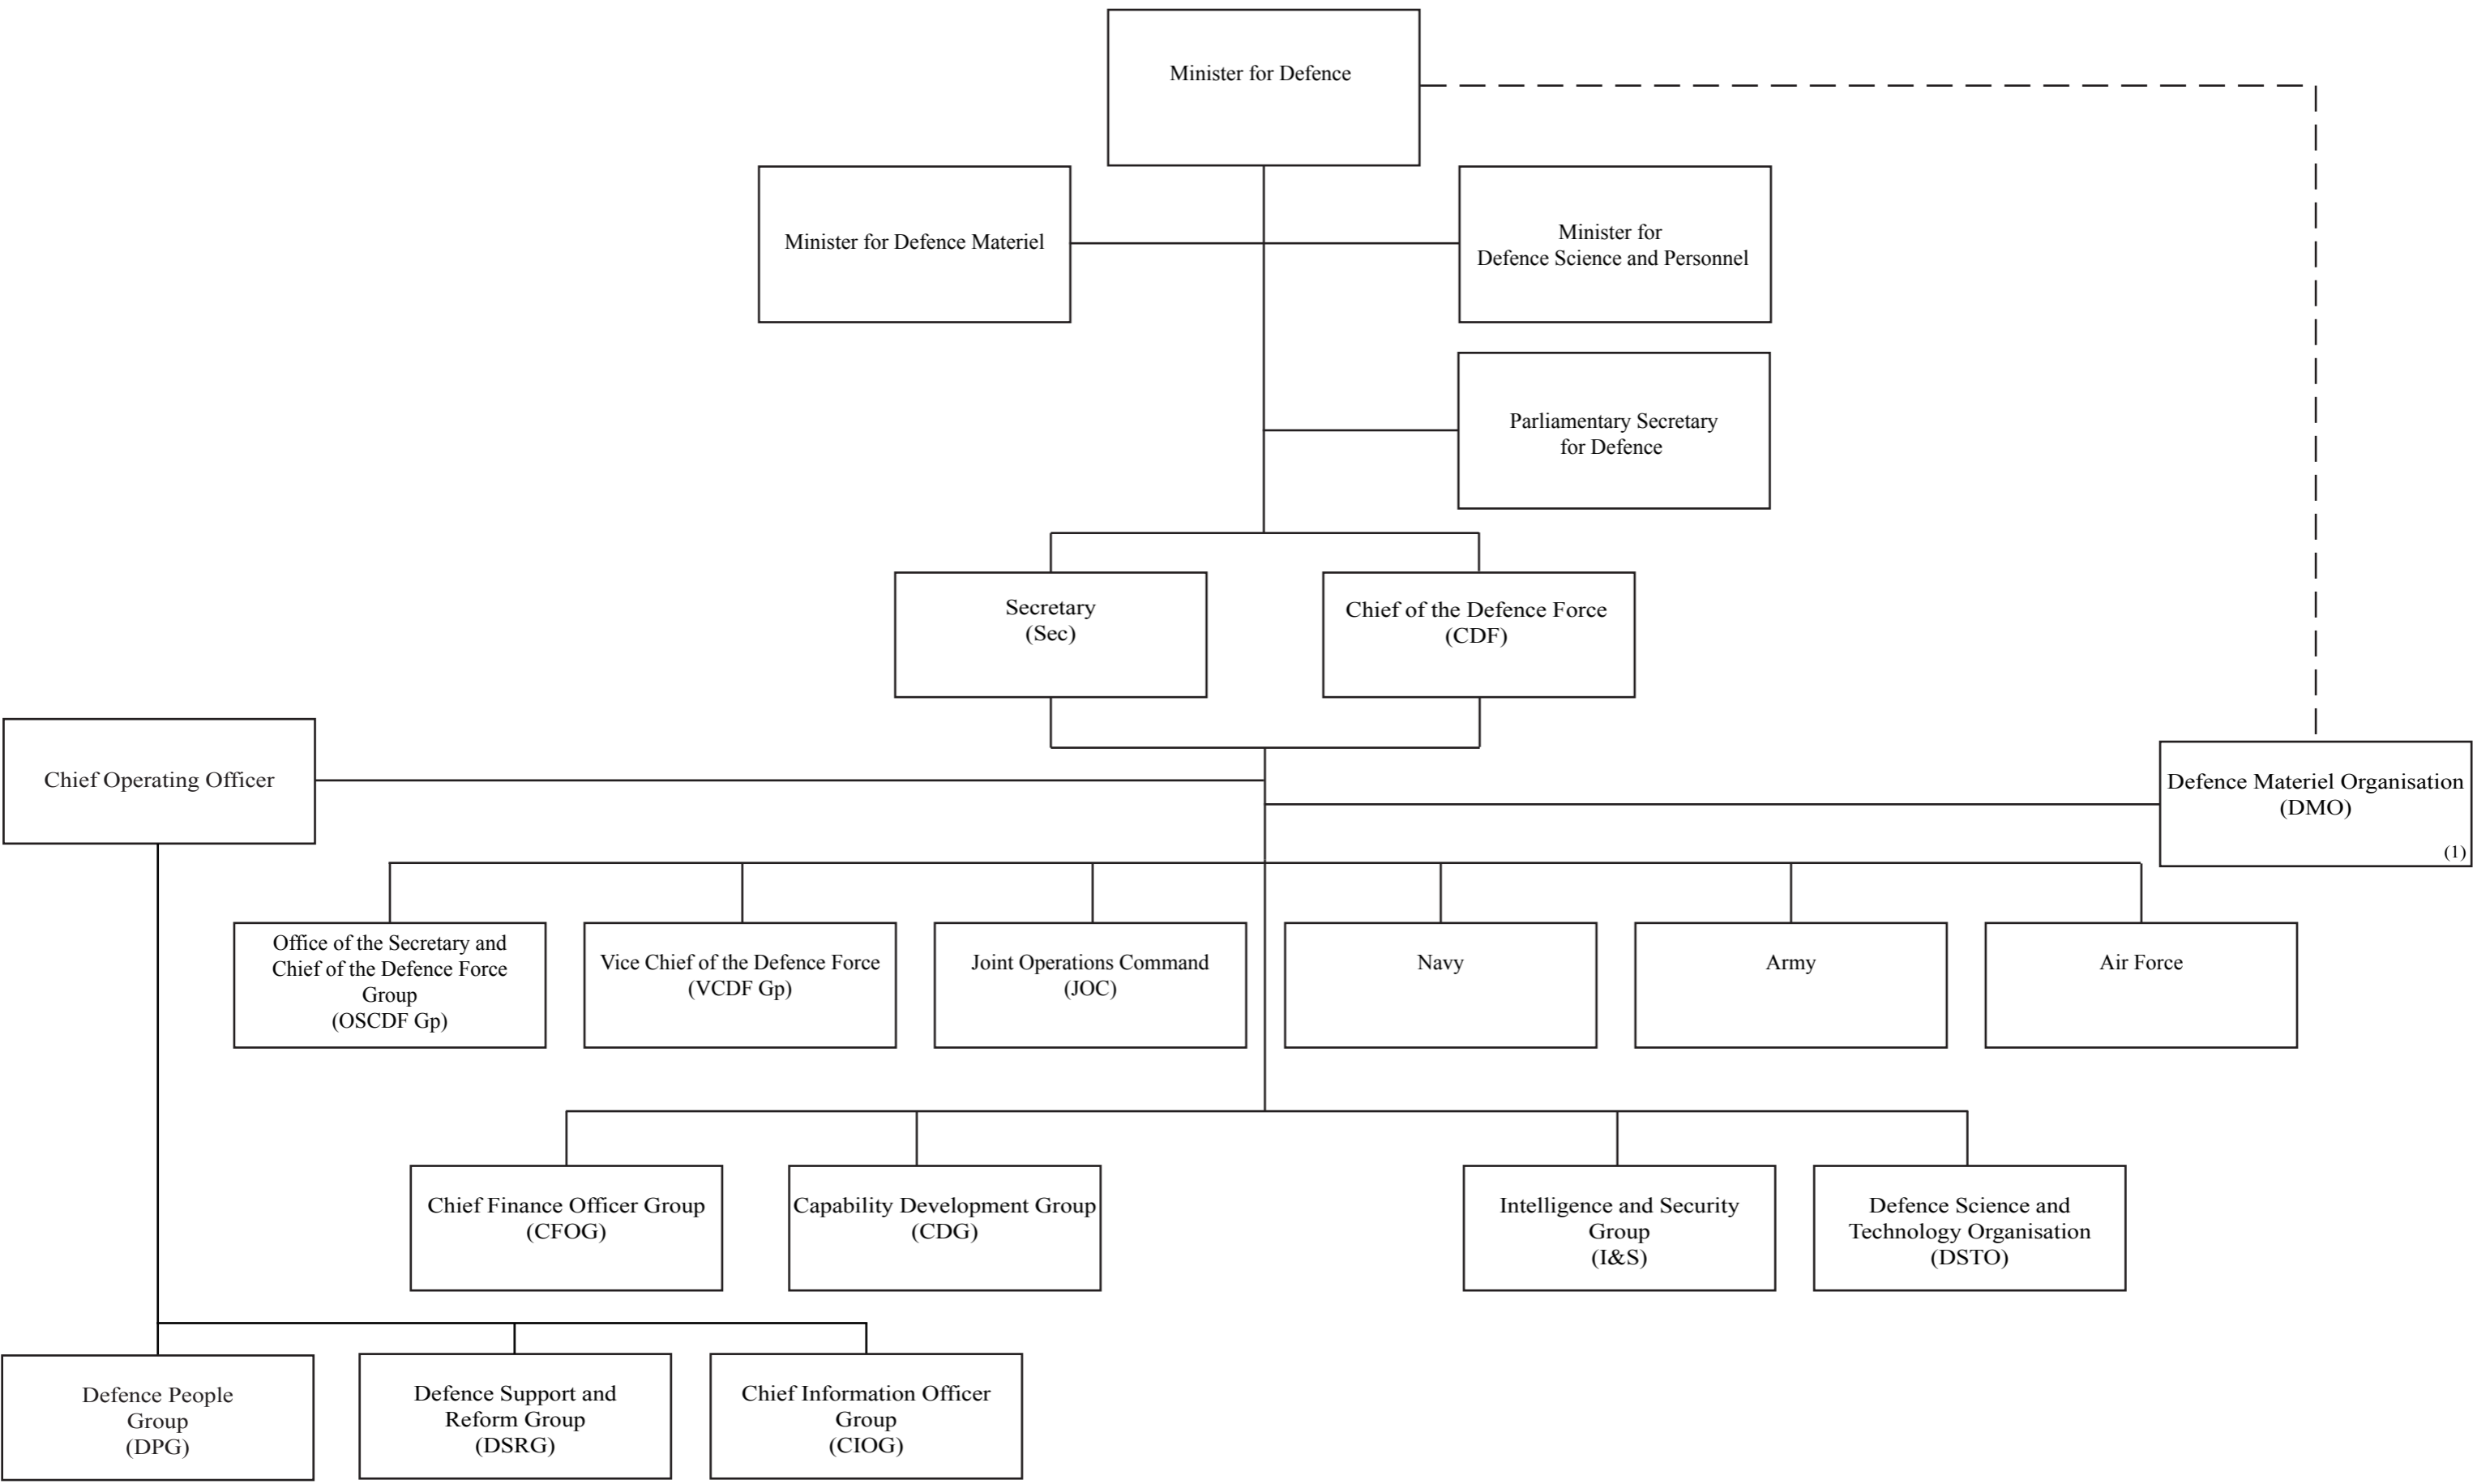 Minister for Defence
Minister for Defence Materiel
Minister for
Defence Science and Personnel
Parliamentary Secretary
for Defence
Secretary
(Sec)
Chief of the Defence Force
(CDF)
Chief Operating Officer
Defence Materiel Organisation
(DMO)
(1)
Office of the Secretary and
Chief of the Defence Force
Group
(OSCDF Gp)
Vice Chief of the Defence Force
(VCDF Gp)
Joint Operations Command
(JOC)
Navy
Army
Air Force
Chief Finance Officer Group
(CFOG)
Capability Development Group
(CDG)
Intelligence and Security
Group
(I&S)
Defence Science and
Technology Organisation
(DSTO)
Defence People
Group
(DPG)
Defence Support and
Reform Group
(DSRG)
Chief Information Officer
Group
(CIOG)